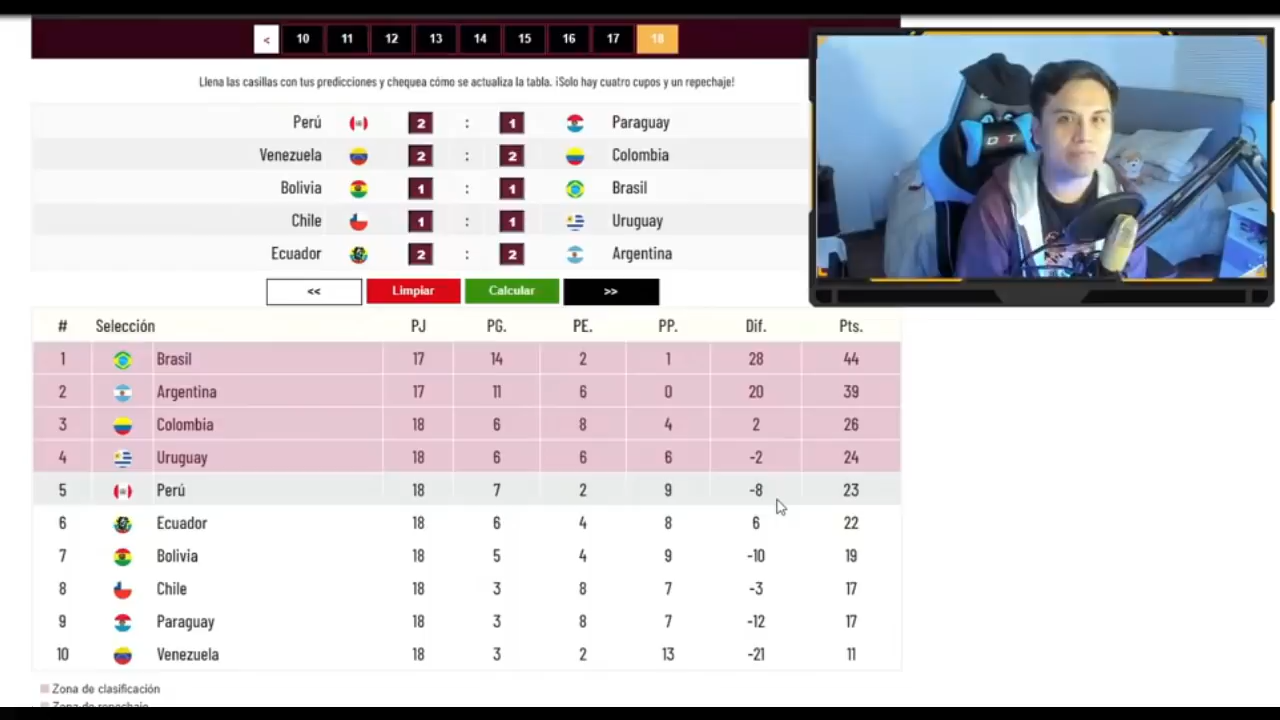 < 10 11 12 13 14 15 16 17 18
Llena las casillas con tus predicciones y chequea cómo se actualiza la tabla. ¡Solo hay cuatro cupos y un repechaje!
Perú 2 : 1 Paraguay
Venezuela 2 : 2 Colombia
Bolivia 1 : 1 Brasil
Chile 1 : 1 Uruguay
Ecuador 2 : 2 Argentina
<< Limpiar Calcular >>
# Selección PJ PG. PE. PP. Dif. Pts.
1 Brasil 17 14 2 1 28 44
2 Argentina 17 11 6 0 20 39
3 Colombia 18 6 8 4 2 26
4 Uruguay 18 6 6 6 -2 24
5 Perú 18 7 2 9 -8 23
6 Ecuador 18 6 4 8 6 22
7 Bolivia 18 5 4 9 -10 19
8 Chile 18 3 8 7 -3 17
9 Paraguay 18 3 8 7 -12 17
10 Venezuela 18 3 2 13 -21 11
Zona de clasificación
Zona de repechaje
DT